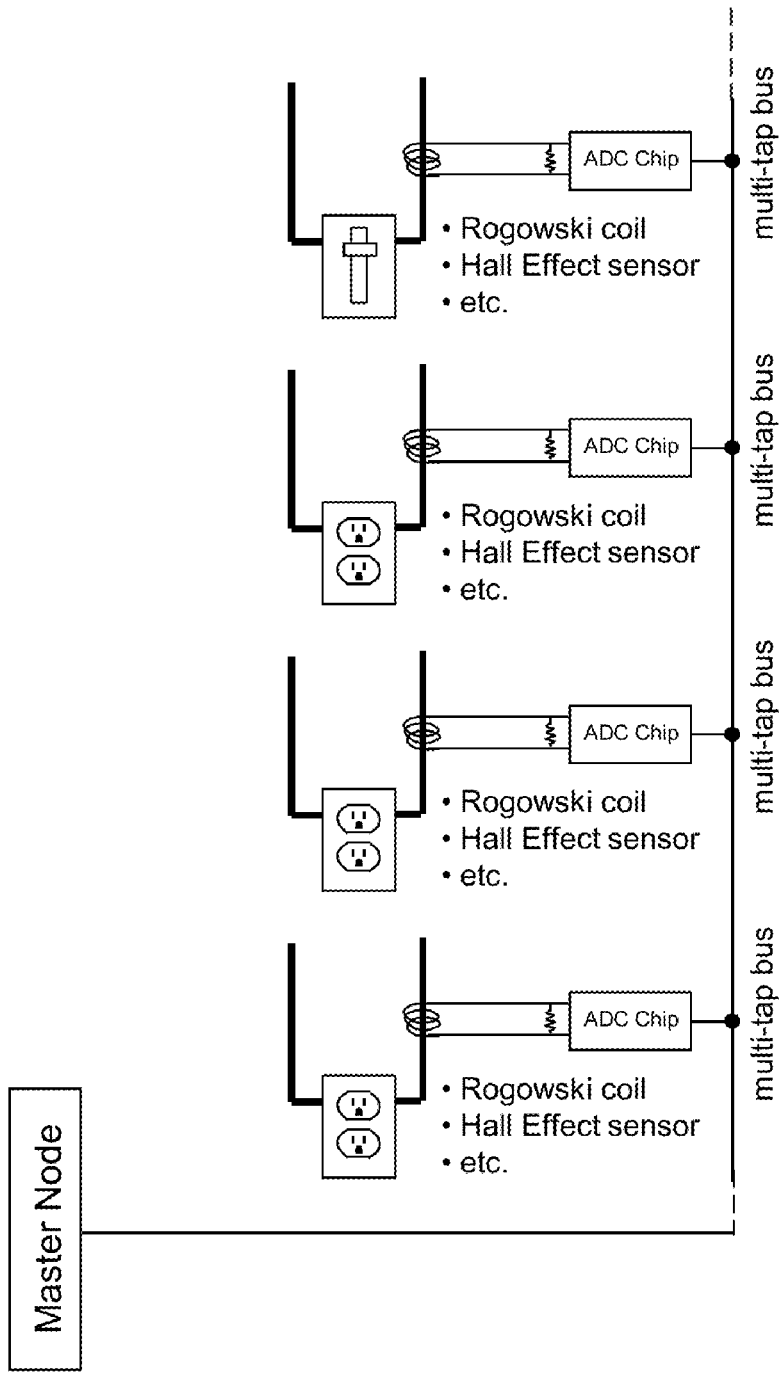 ADC Chip
multi-tap bus
• Rogowski coil
• Hall Effect sensor
• etc.
ADC Chip
multi-tap bus
• Rogowski coil
• Hall Effect sensor
• etc.
ADC Chip
multi-tap bus
• Rogowski coil
• Hall Effect sensor
• etc.
ADC Chip
multi-tap bus
• Rogowski coil
• Hall Effect sensor
• etc.
Master Node